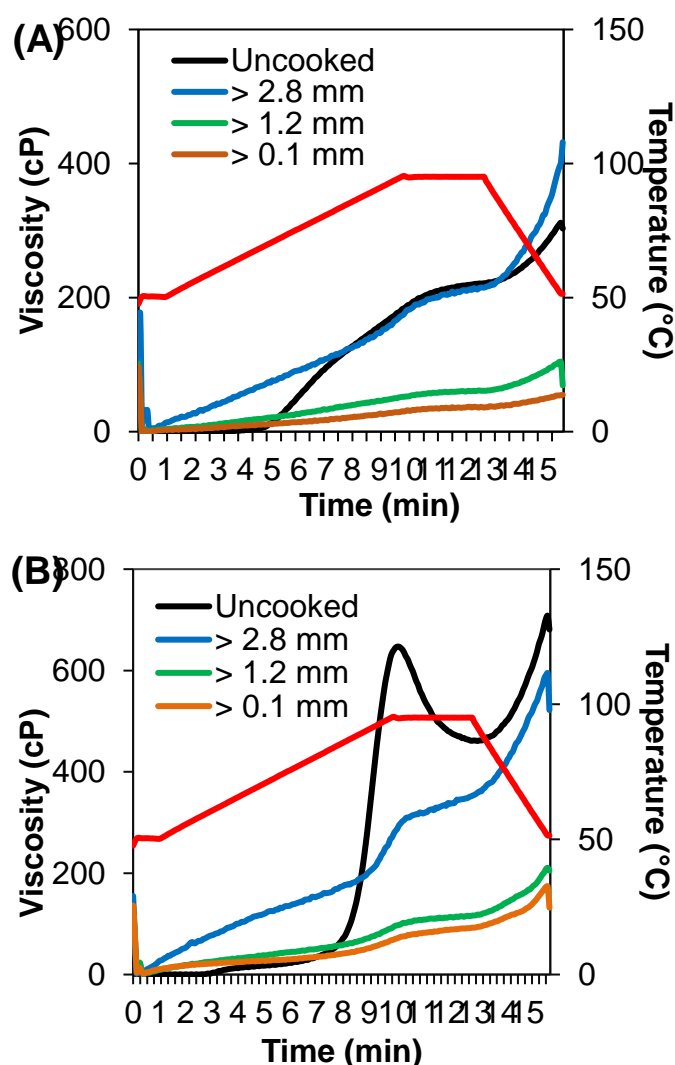 (A)
600
400
200
0
Viscosity (cP)
Uncooked
> 2.8 mm
> 1.2 mm
> 0.1 mm
150
100
50
0
Temperature (°C)
0 1 2 3 4 5 6 7 8 9 10 11 12 13 14 15
Time (min)
(B)
800
600
400
200
0
Viscosity (cP)
Uncooked
> 2.8 mm
> 1.2 mm
> 0.1 mm
150
100
50
0
Temperature (°C)
0 1 2 3 4 5 6 7 8 9 10 11 12 13 14 15
Time (min)